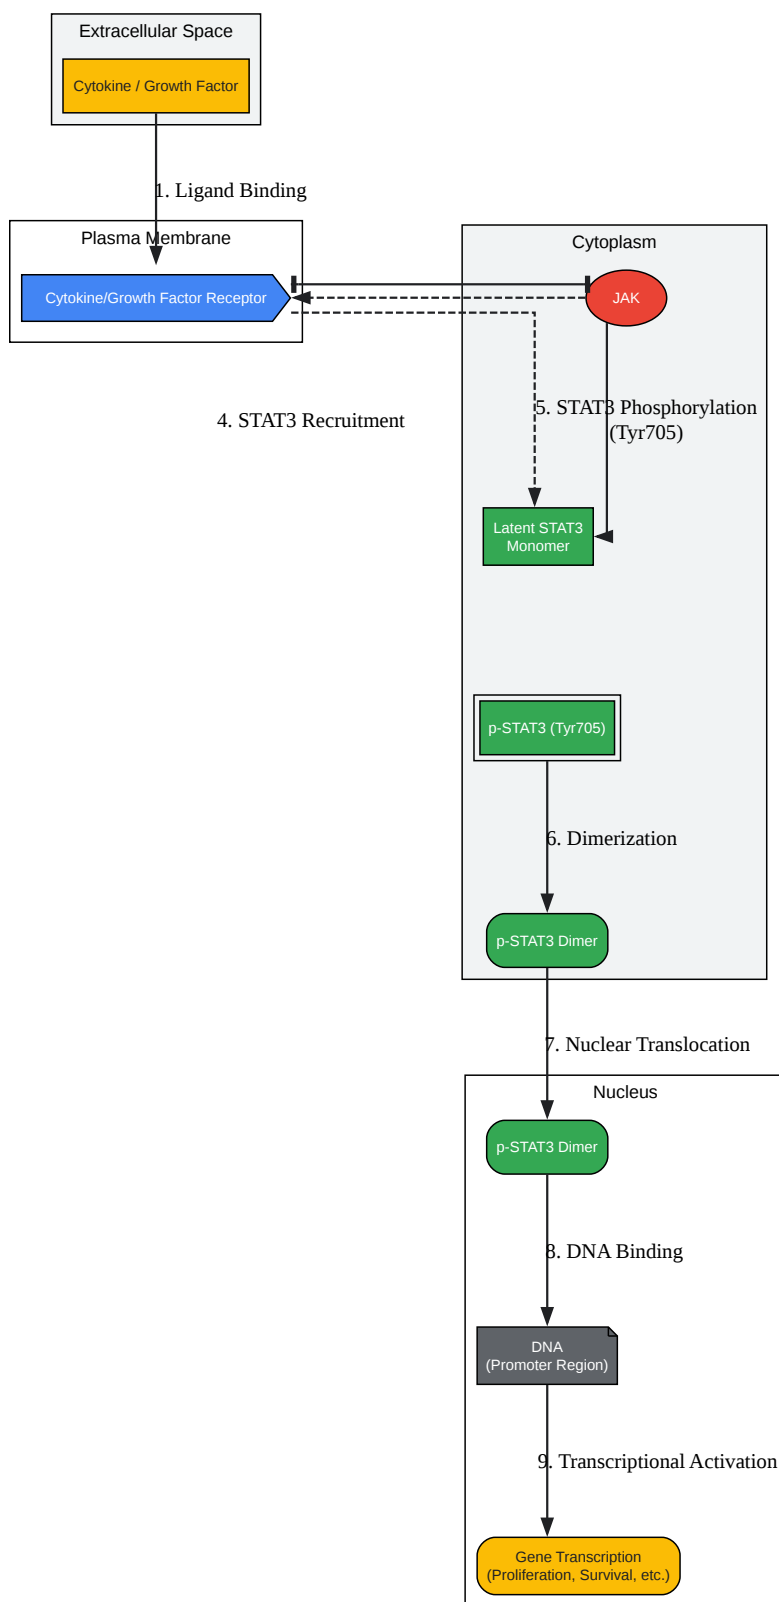 Extracellular Space
Cytokine / Growth Factor
1. Ligand Binding
Plasma Membrane
Cytokine/Growth Factor Receptor
Cytoplasm
JAK
4. STAT3 Recruitment
5. STAT3 Phosphorylation
(Tyr705)
Latent STAT3
Monomer
p-STAT3 (Tyr705)
6. Dimerization
p-STAT3 Dimer
7. Nuclear Translocation
Nucleus
p-STAT3 Dimer
8. DNA Binding
DNA
(Promoter Region)
9. Transcriptional Activation
Gene Transcription
(Proliferation, Survival, etc.)